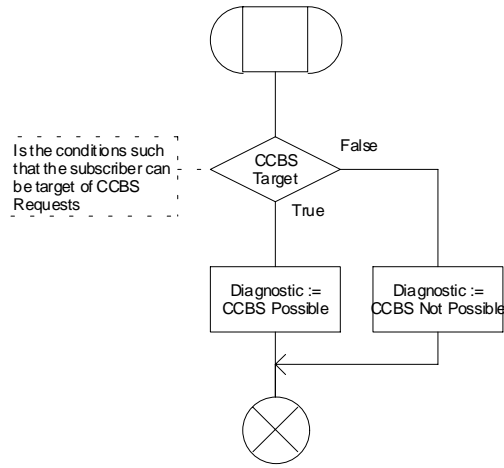 False
Is the conditions such
that the subscriber can
be target of CCBS
Requests
CCBS
Target
True
Diagnostic :=
CCBS Possible
Diagnostic :=
CCBS Not Possible